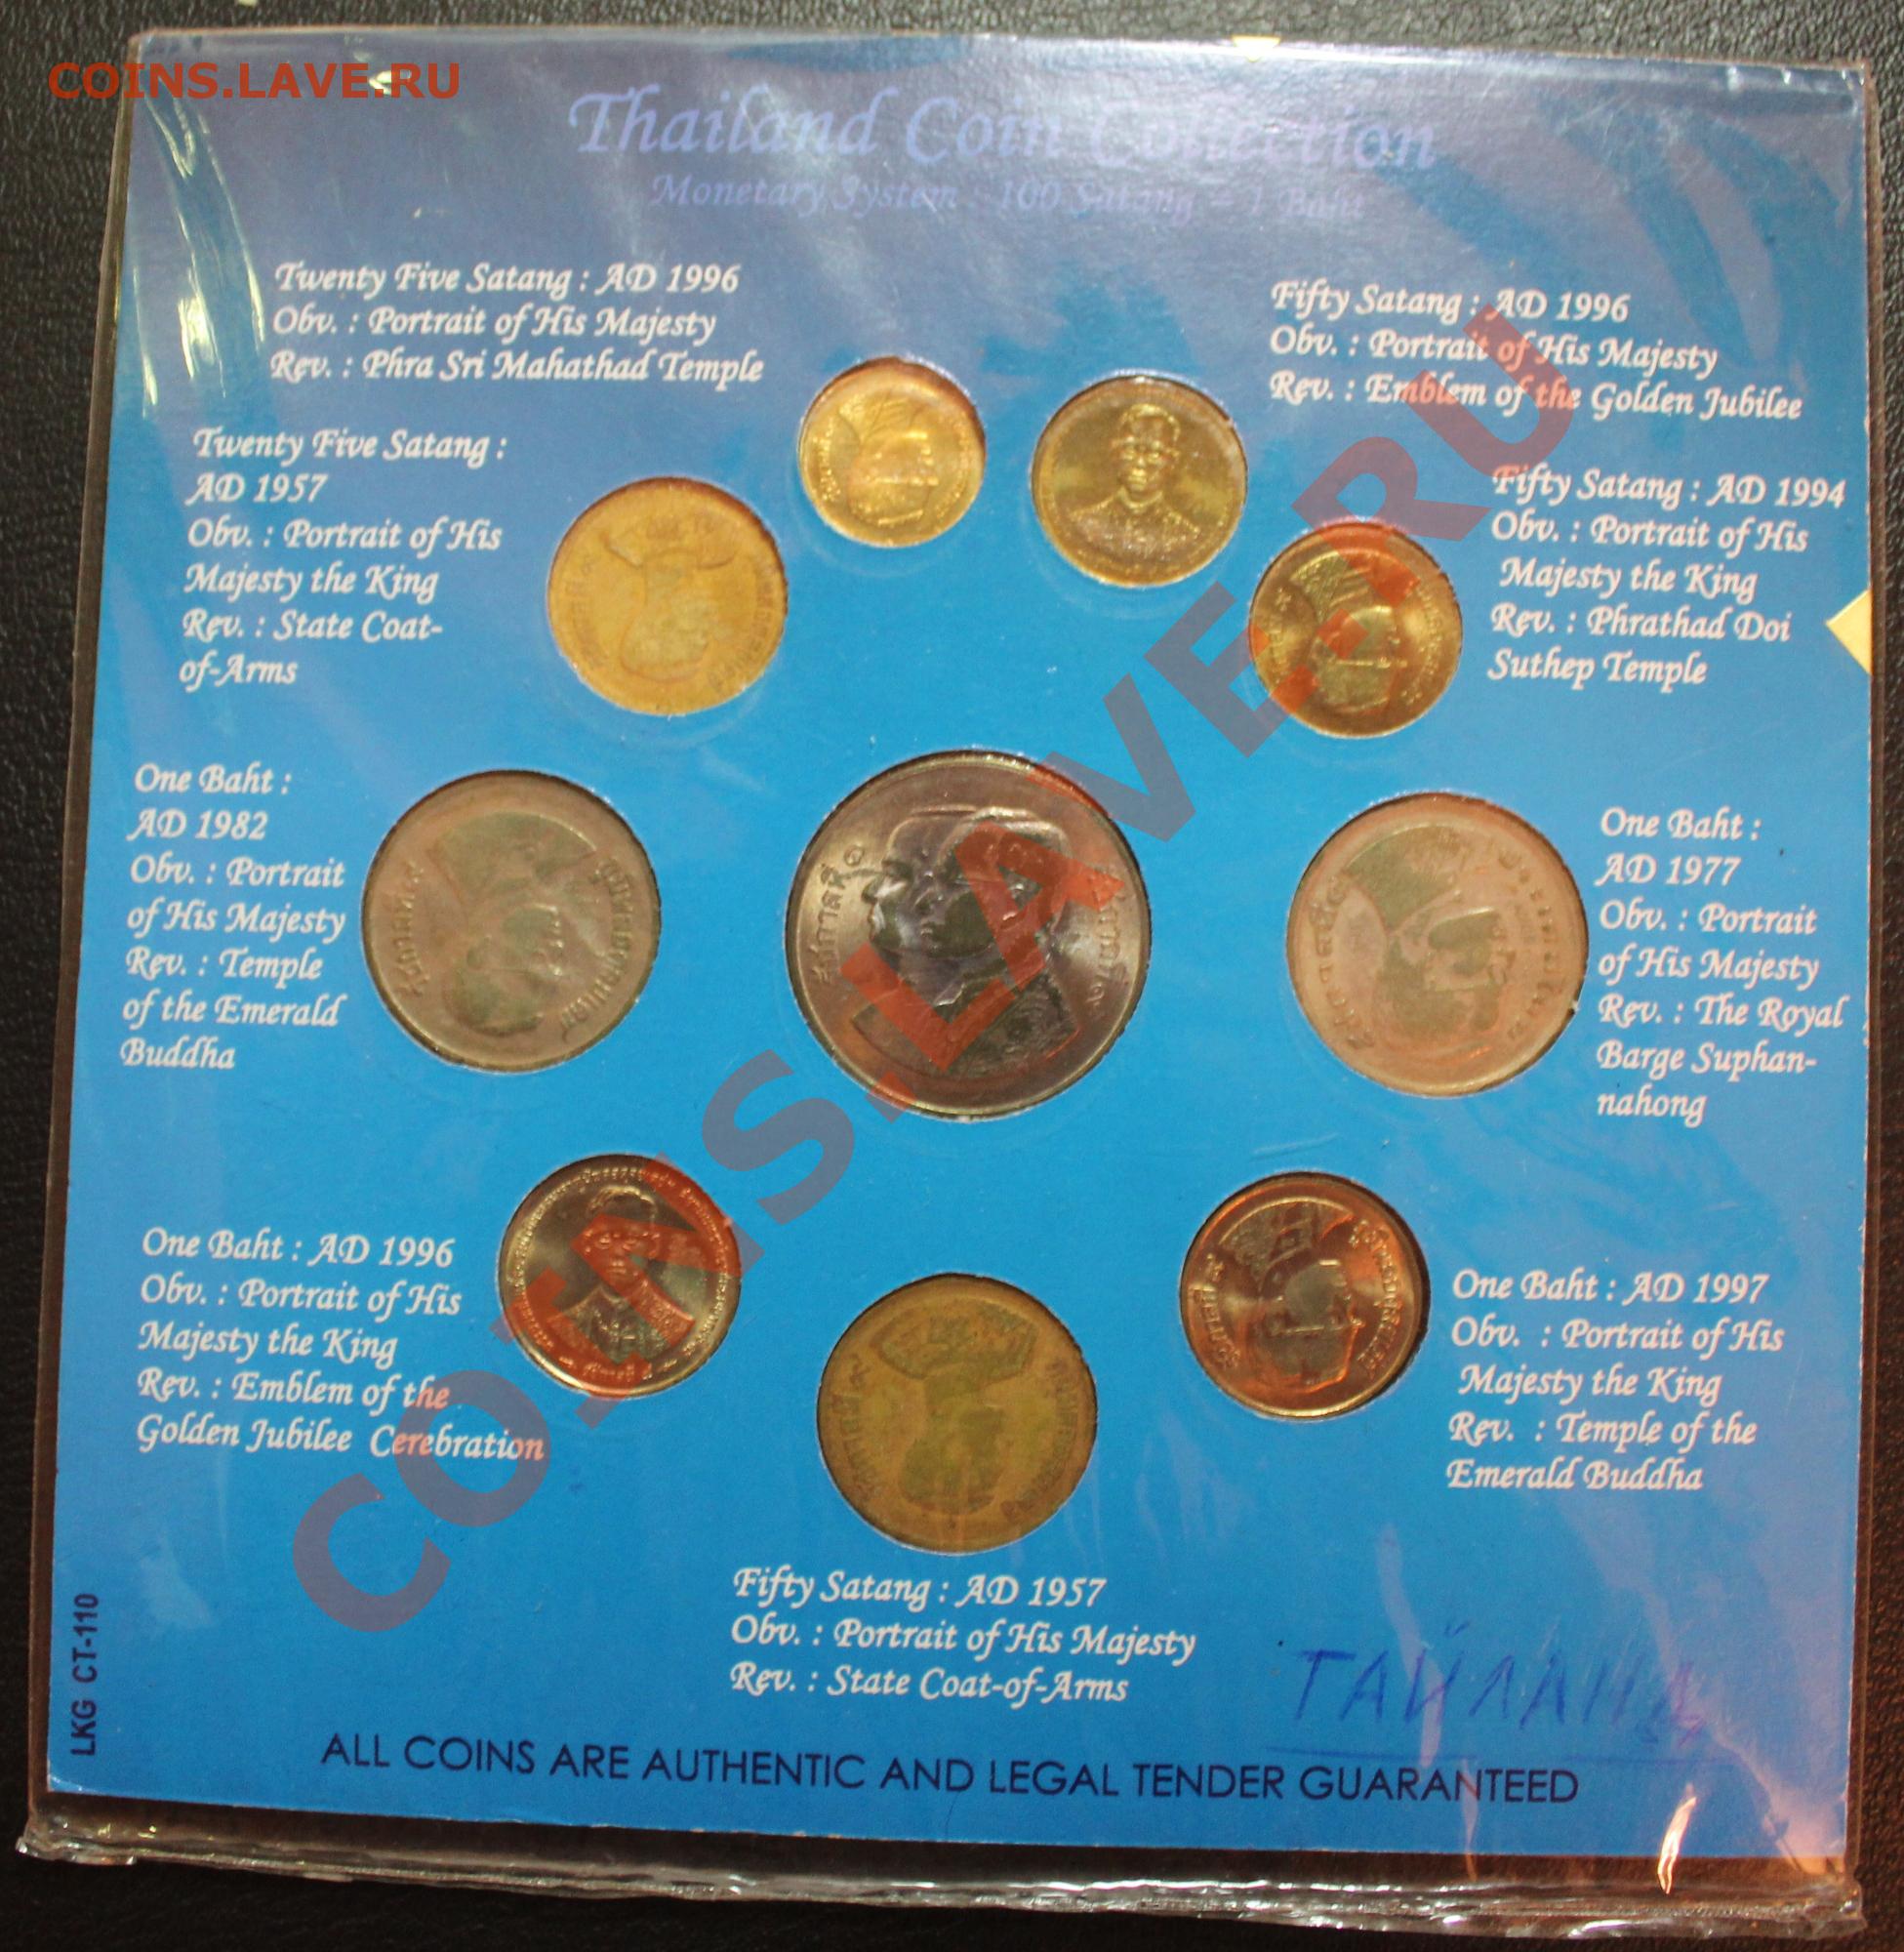 COINS.LAVE.RU
Thailand Coin Collection
Monetary System : 100 Satang = 1 Baht
Twenty Five Satang : AD 1996
Obv. : Portrait of His Majesty
Rev. : Phra Sri Mahathad Temple
Fifty Satang : AD 1996
Obv. : Portrait of His Majesty
Rev. : Emblem of the Golden Jubilee
Twenty Five Satang :
AD 1957
Obv. : Portrait of His
Majesty the King
Rev. : State Coat-
of-Arms
Fifty Satang : AD 1994
Obv. : Portrait of His
Majesty the King
Rev. : Phrathad Doi
Suthep Temple
One Baht :
AD 1982
Obv. : Portrait
of His Majesty
Rev. : Temple
of the Emerald
Buddha
One Baht :
AD 1977
Obv. : Portrait
of His Majesty
Rev. : The Royal
Barge Suphan-
nahong
One Baht : AD 1996
Obv. : Portrait of His
Majesty the King
Rev. : Emblem of the
Golden Jubilee Cerebration
One Baht : AD 1997
Obv. : Portrait of His
Majesty the King
Rev. : Temple of the
Emerald Buddha
Fifty Satang : AD 1957
Obv. : Portrait of His Majesty
Rev. : State Coat-of-Arms
ТАЙЛАНД
LKG CT-110
ALL COINS ARE AUTHENTIC AND LEGAL TENDER GUARANTEED
COINS.LAVE.RU